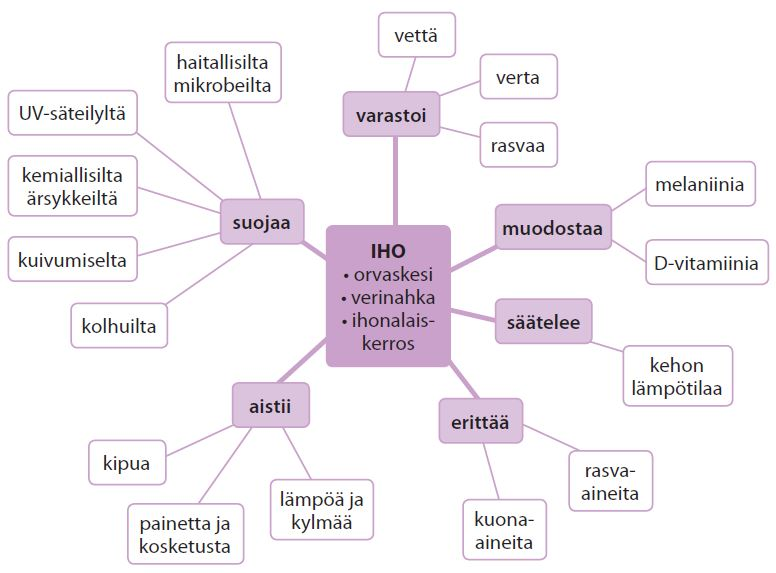 IHO
• orvaskesi
• verinahka
• ihonalais-
kerros
varastoi
vettä
verta
rasvaa
muodostaa
melaniinia
D-vitamiinia
säätelee
kehon
lämpötilaa
erittää
rasva-
aineita
kuona-
aineita
aistii
lämpöä ja
kylmää
painetta ja
kosketusta
kipua
suojaa
kolhuilta
kuivumiselta
kemiallisilta
ärsykkeiltä
UV-säteilyltä
haitallisilta
mikrobeilta